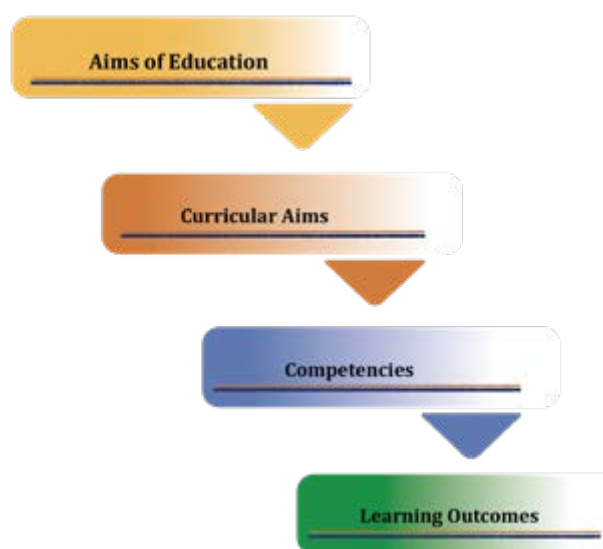 Aims of Education
Curricular Aims
Competencies
Learning Outcomes